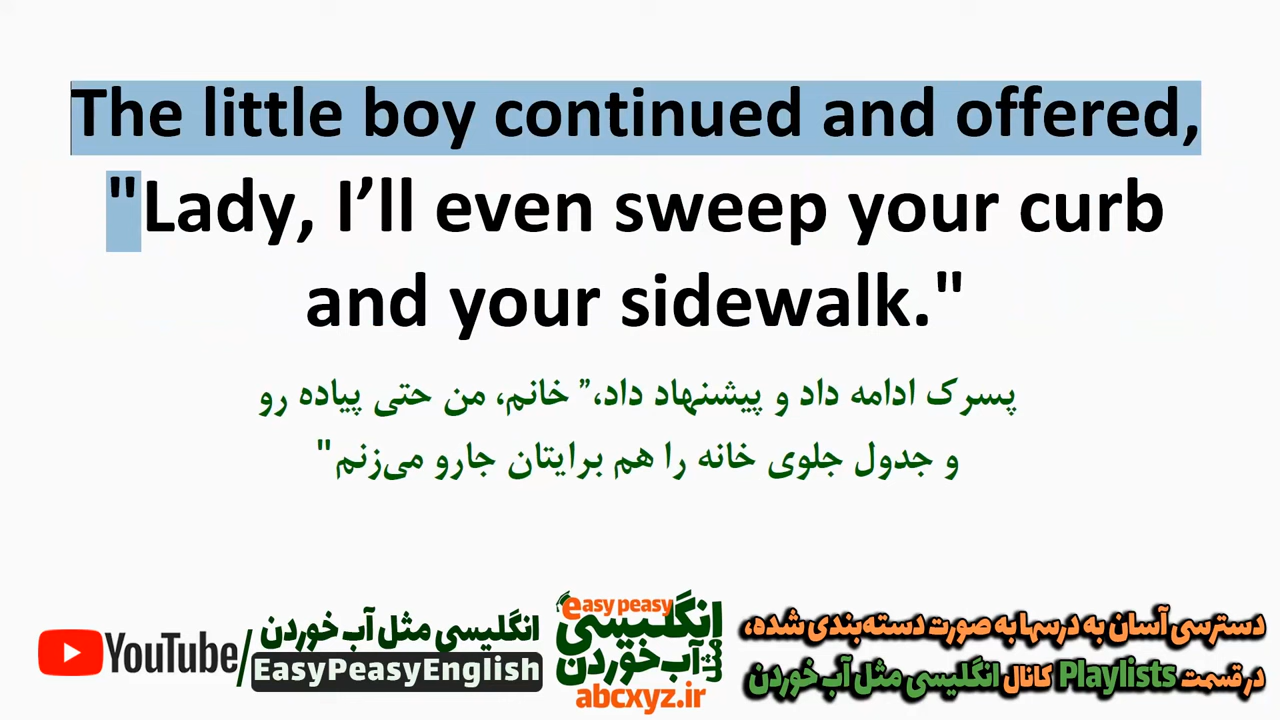 The little boy continued and offered,
"Lady, I’ll even sweep your curb
and your sidewalk."
پسرک ادامه داد و پیشنهاد داد،” خانم، من حتی پیاده رو
و جدول جلوی خانه را هم برایتان جارو می‌زنم"
YouTube/
انگلیسی مثل آب خوردن
EasyPeasyEnglish
easy peasy
انگلیسی
مثل آب خوردن
abcxyz.ir
دسترسی آسان به درسها به صورت دسته‌بندی شده،
در قسمت Playlists کانال انگلیسی مثل آب خوردن